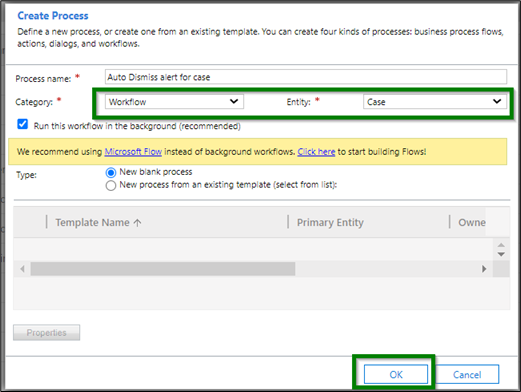 Create Process
Define a new process, or create one from an existing template. You can create four kinds of processes: business process flows,
actions, dialogs, and workflows.
Process name: * Auto Dismiss alert for case
Category: * Workflow Entity: * Case
Run this workflow in the background (recommended)
We recommend using Microsoft Flow instead of background workflows. Click here to start building Flows!
Type: New blank process
New process from an existing template (select from list):
Template Name ↑ Primary Entity Owne
Properties
OK Cancel